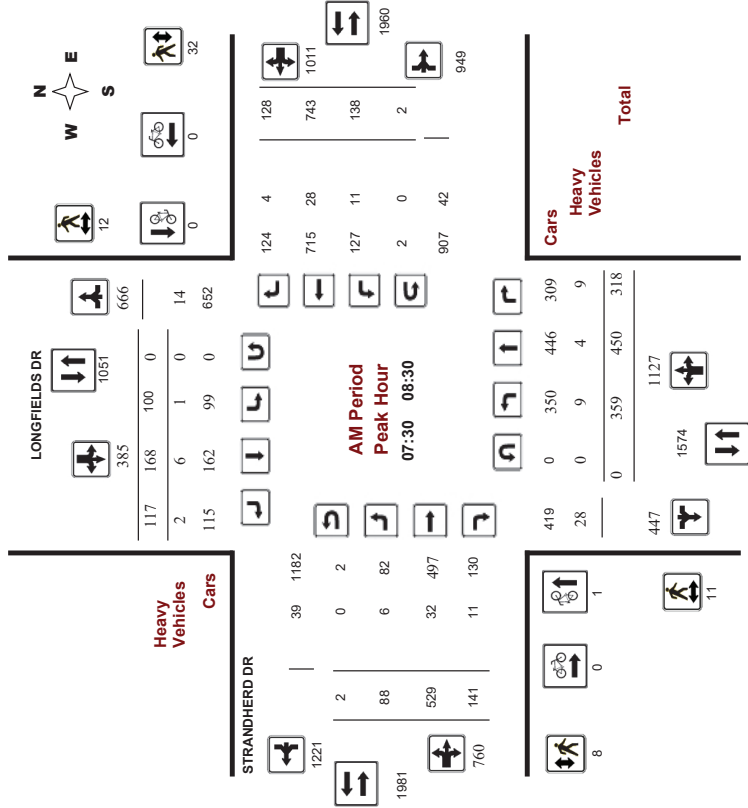 N
W E
S
12
32
0
0
LONGFIELDS DR
385
1051
666
117 168 100 0
Heavy
Vehicles
2 6 1 0 14
Cars
115 162 99 0 652
STRANDHERD DR
1221
39 1182
2 0 2
88 6 82
529 32 497
141 11 130
1981
760
AM Period
Peak Hour
07:30 08:30
124 4 128
715 28 743
127 11 138
2 0 2
907 42
1011
1960
949
Cars
Heavy
Vehicles
Total
419 0 350 446 309
28 0 9 4 9
0 359 450 318
447
1574
1127
8
0
1
11